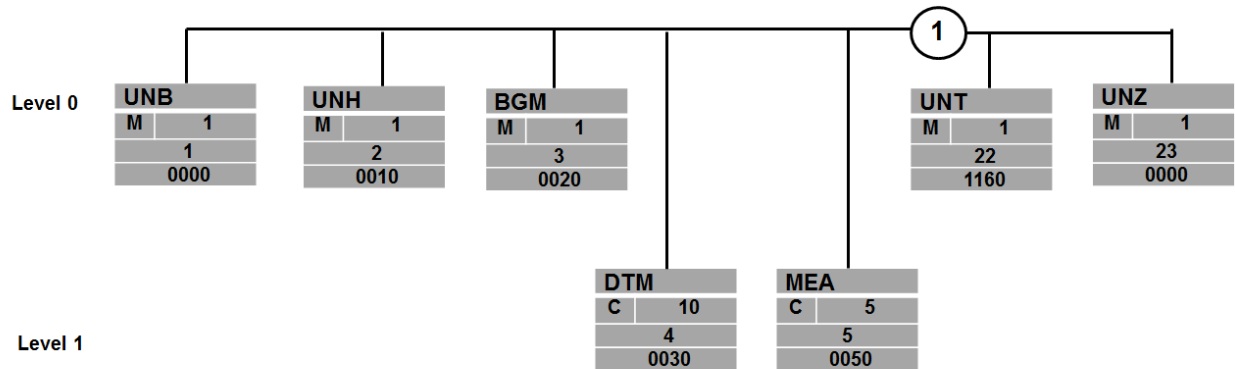 1
Level 0
UNB
M 1
1
0000
UNH
M 1
2
0010
BGM
M 1
3
0020
UNT
M 1
22
1160
UNZ
M 1
23
0000
Level 1
DTM
C 10
4
0030
MEA
C 5
5
0050